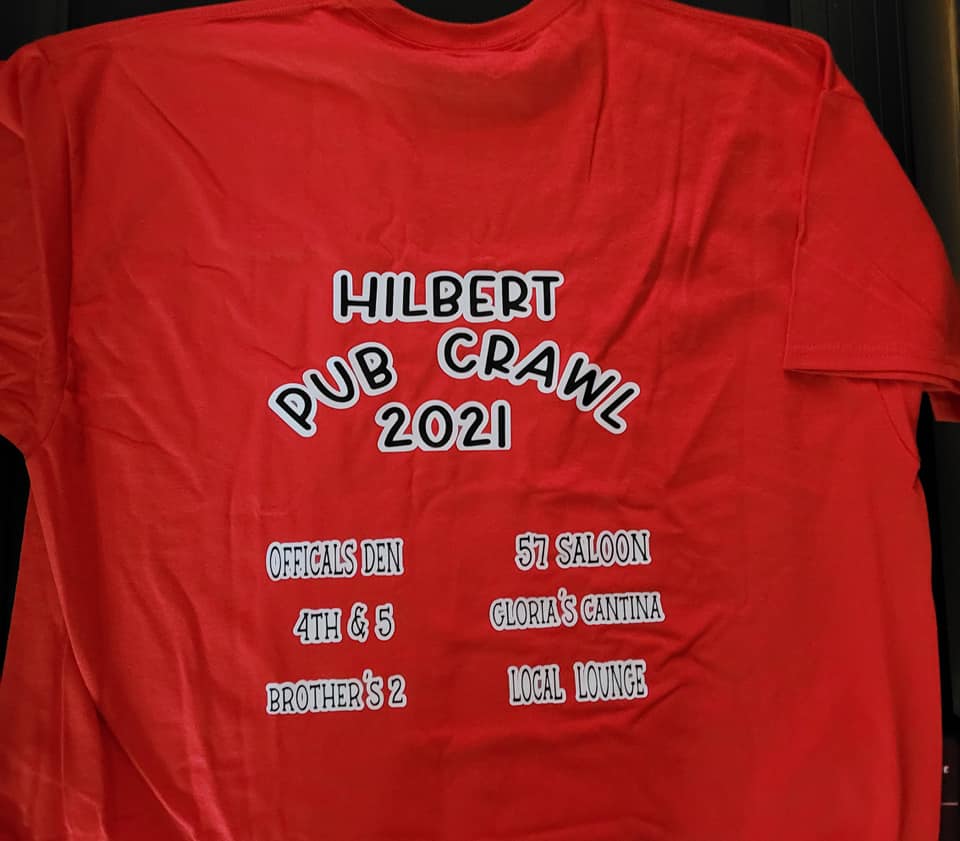 HILBERT
PUB CRAWL
2021
OFFICALS DEN
57 SALOON
4TH & 5
GLORIA'S CANTINA
BROTHER'S 2
LOCAL LOUNGE